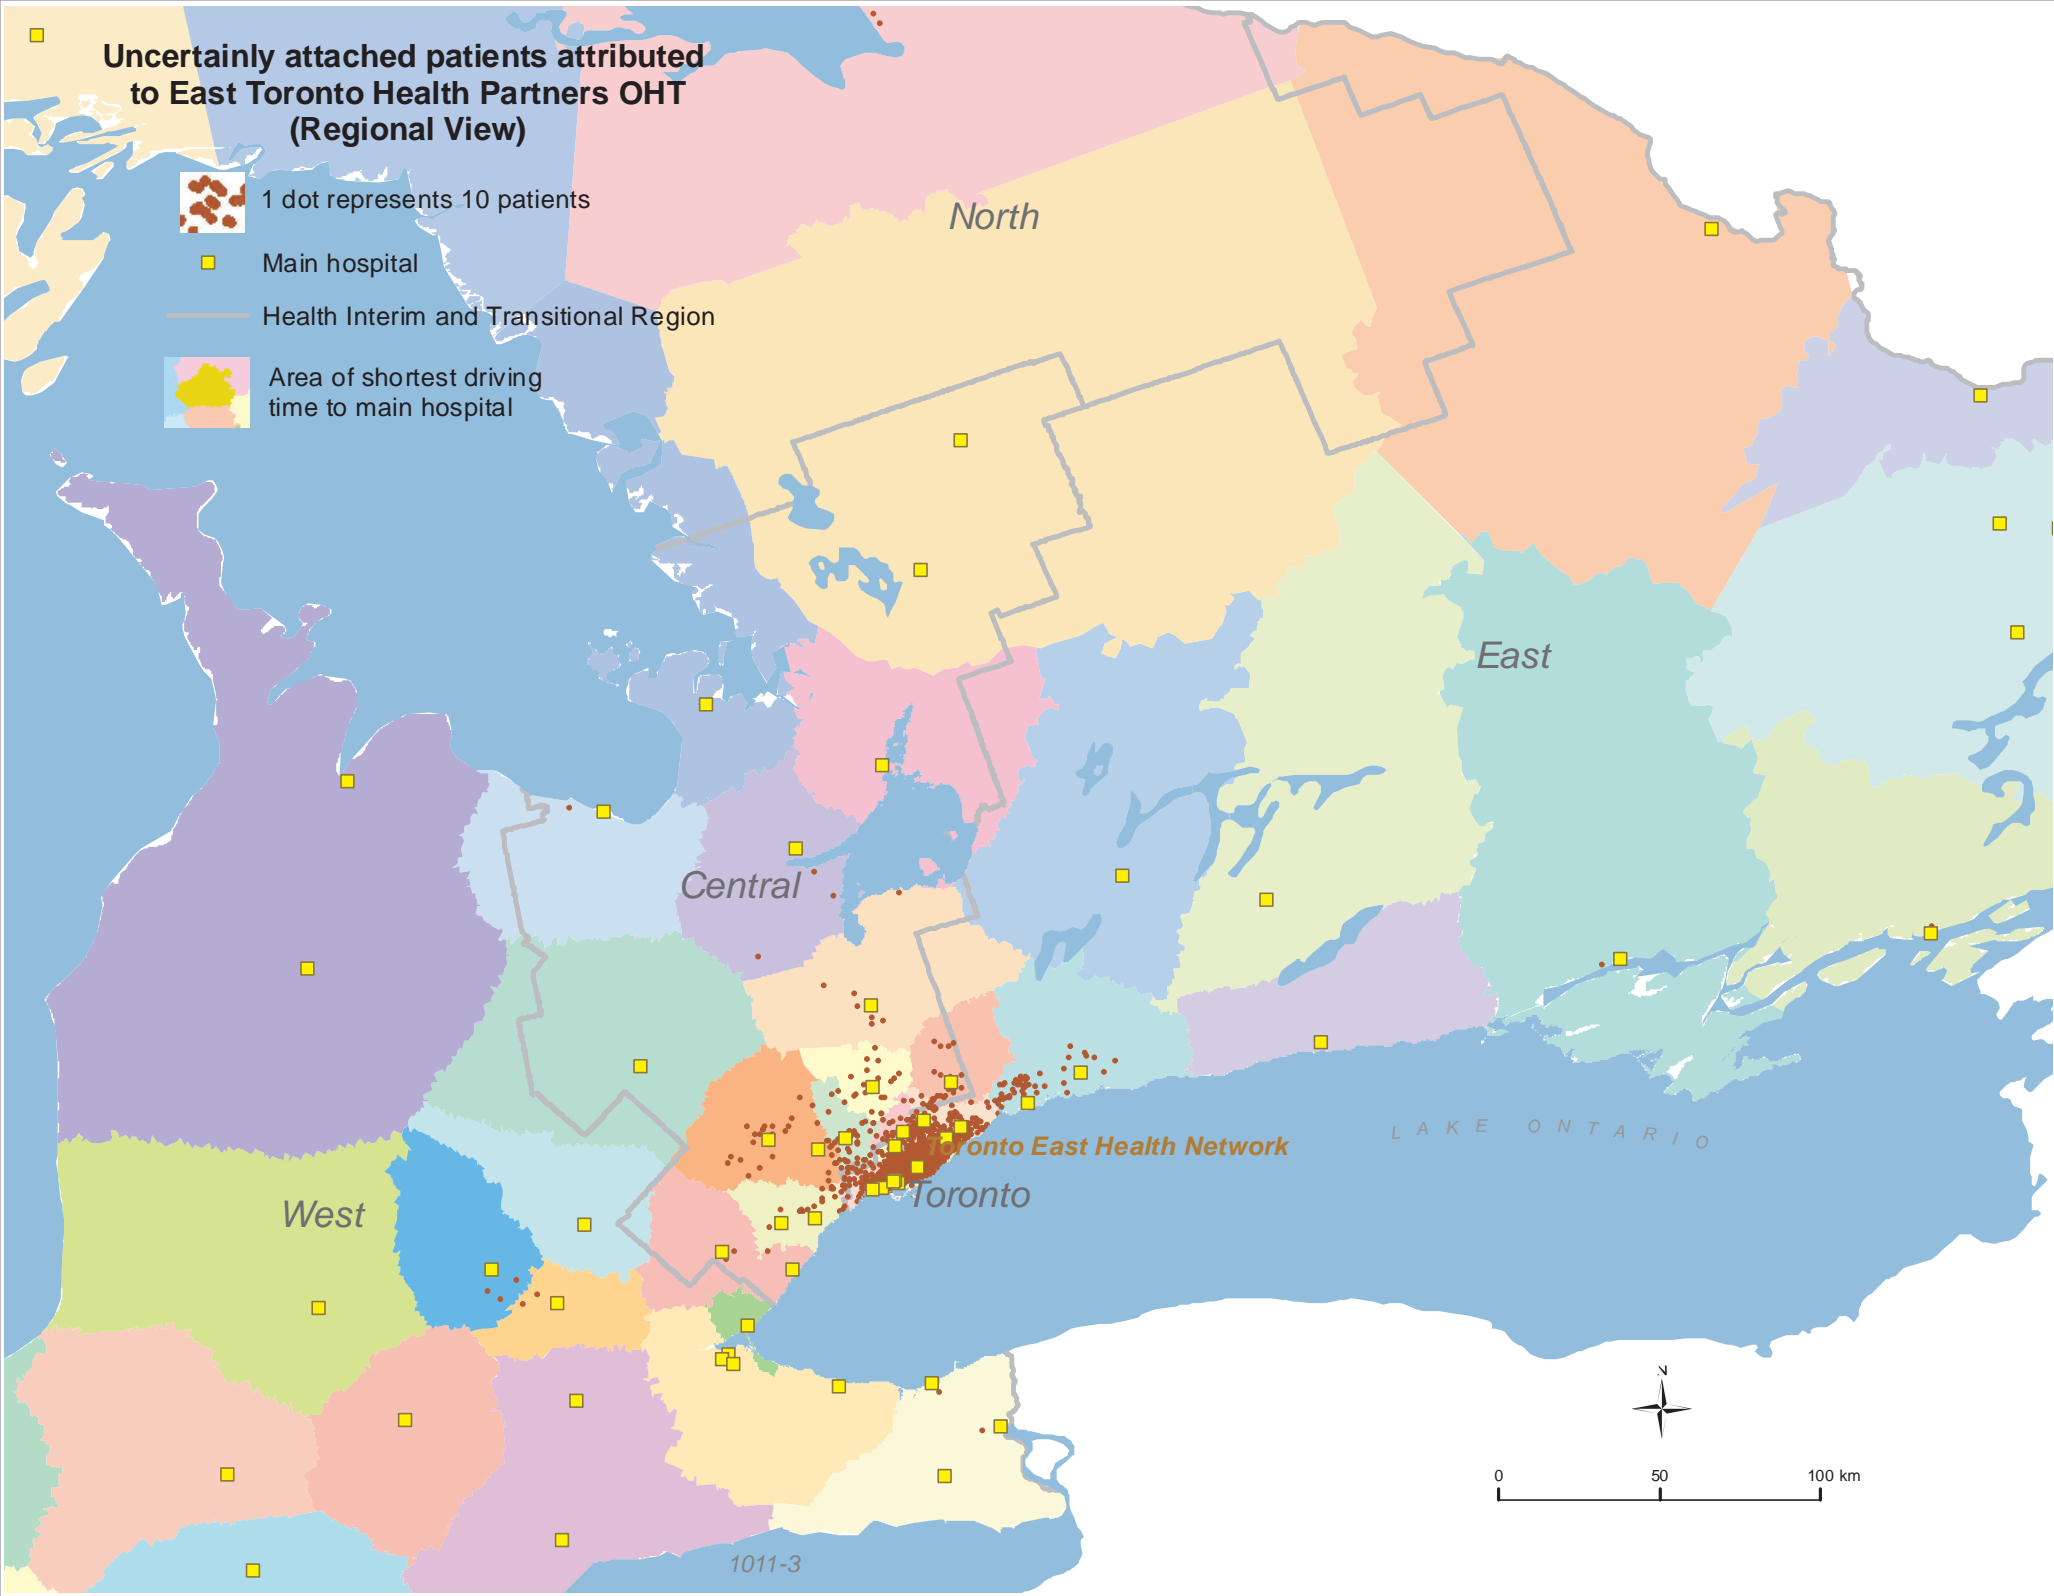 Uncertainly attached patients attributed
to East Toronto Health Partners OHT
(Regional View)
1 dot represents 10 patients
Main hospital
Health Interim and Transitional Region
Area of shortest driving
time to main hospital
North
East
Central
Toronto East Health Network
LAKE ONTARIO
Toronto
West
N
0 50 100 km
1011-3